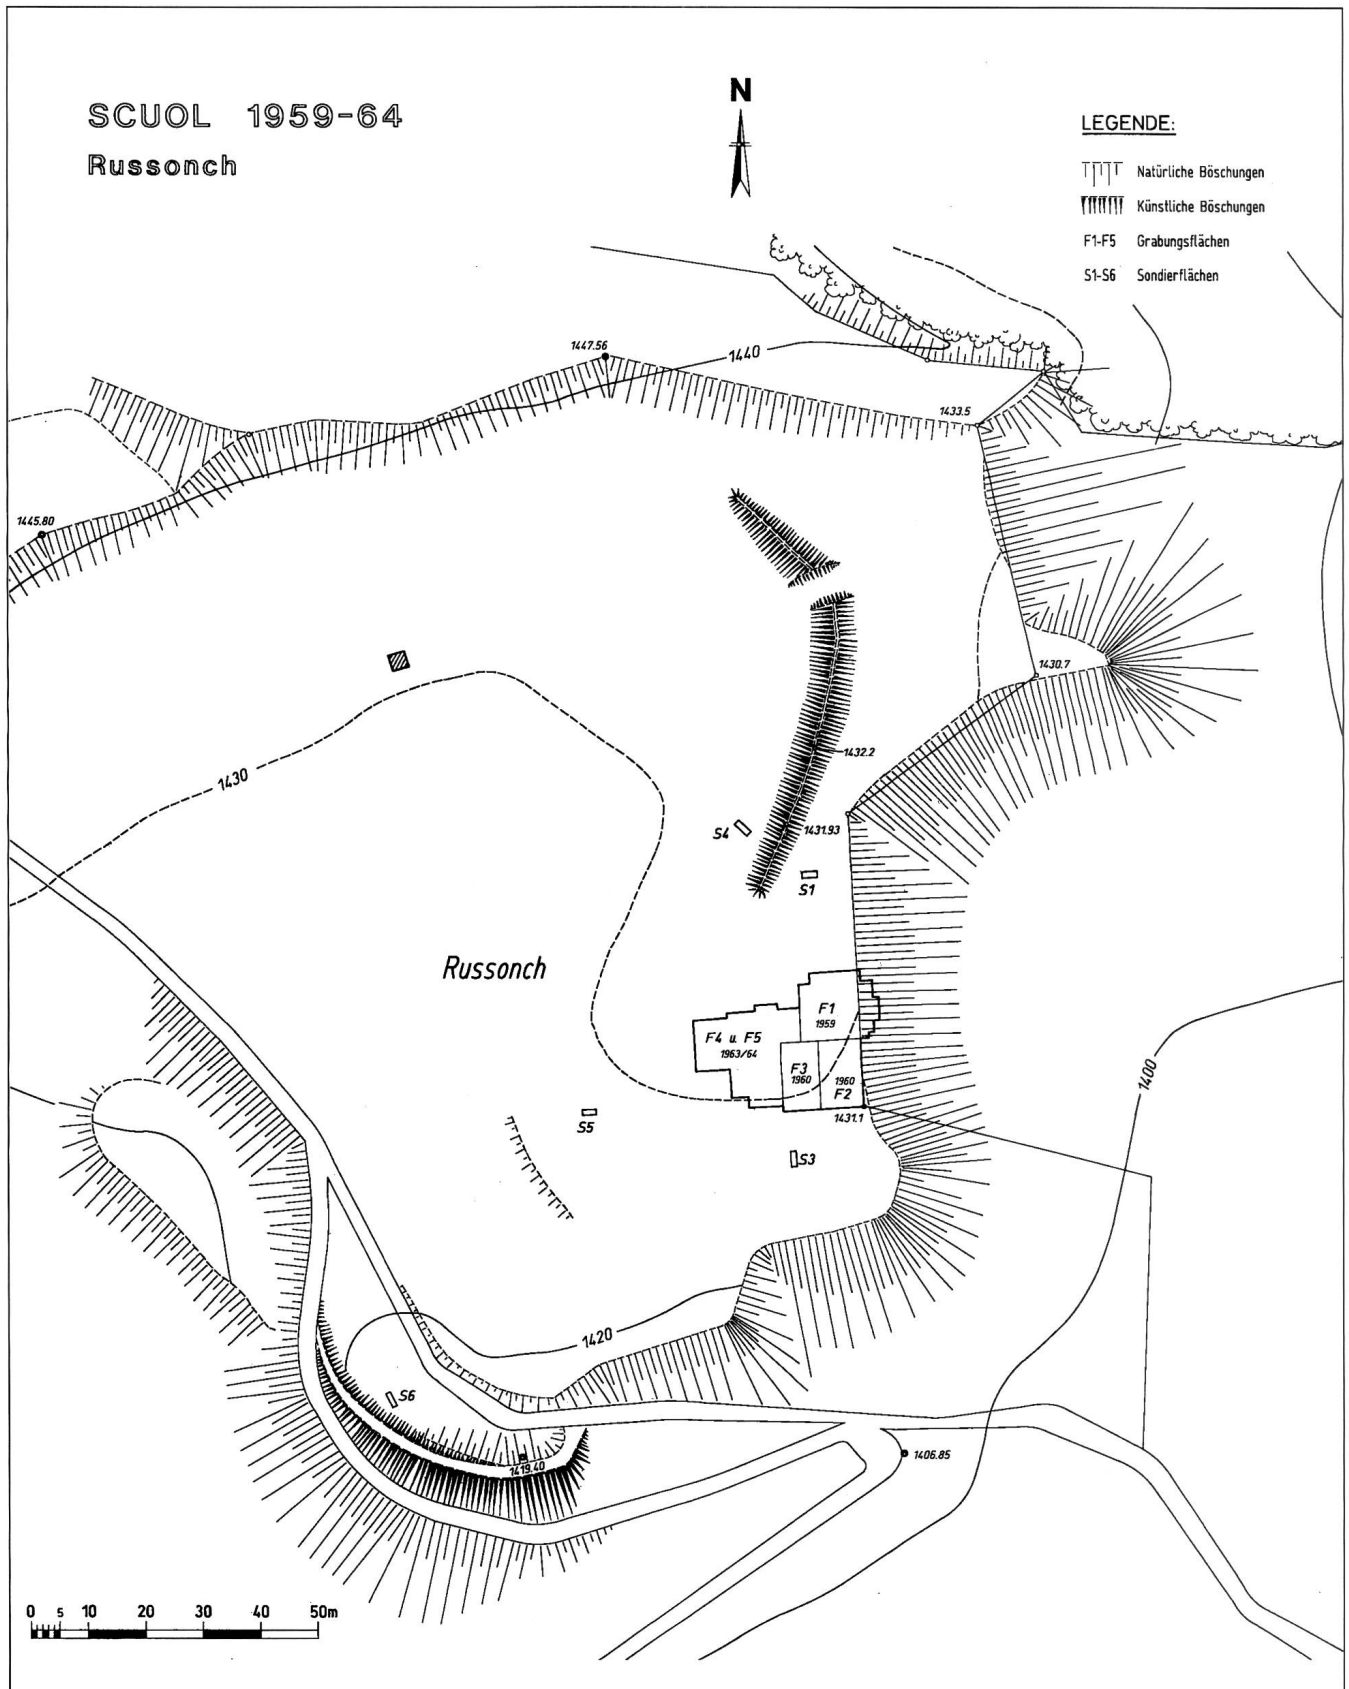 SCUOL 1959-64
Russonch
N
LEGENDE:
Natürliche Böschungen
Künstliche Böschungen
F1-F5 Grabungsflächen
S1-S6 Sondierflächen
1447.56
1440
1433.5
1445.80
1430.7
1432.2
1430
S4
1431.93
S1
Russonch
F1
1959
F4 u. F5
1963/64
F3
1960
1960
F2
1400
1431.1
S5
S3
1420
S6
1419.40
1406.85
0 5 10 20 30 40 50m